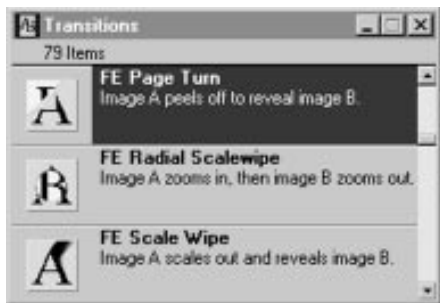 Transitions
79 Items
FE Page Turn
Image A peels off to reveal image B.
FE Radial Scalewipe
Image A zooms in, then image B zooms out.
FE Scale Wipe
Image A scales out and reveals image B.